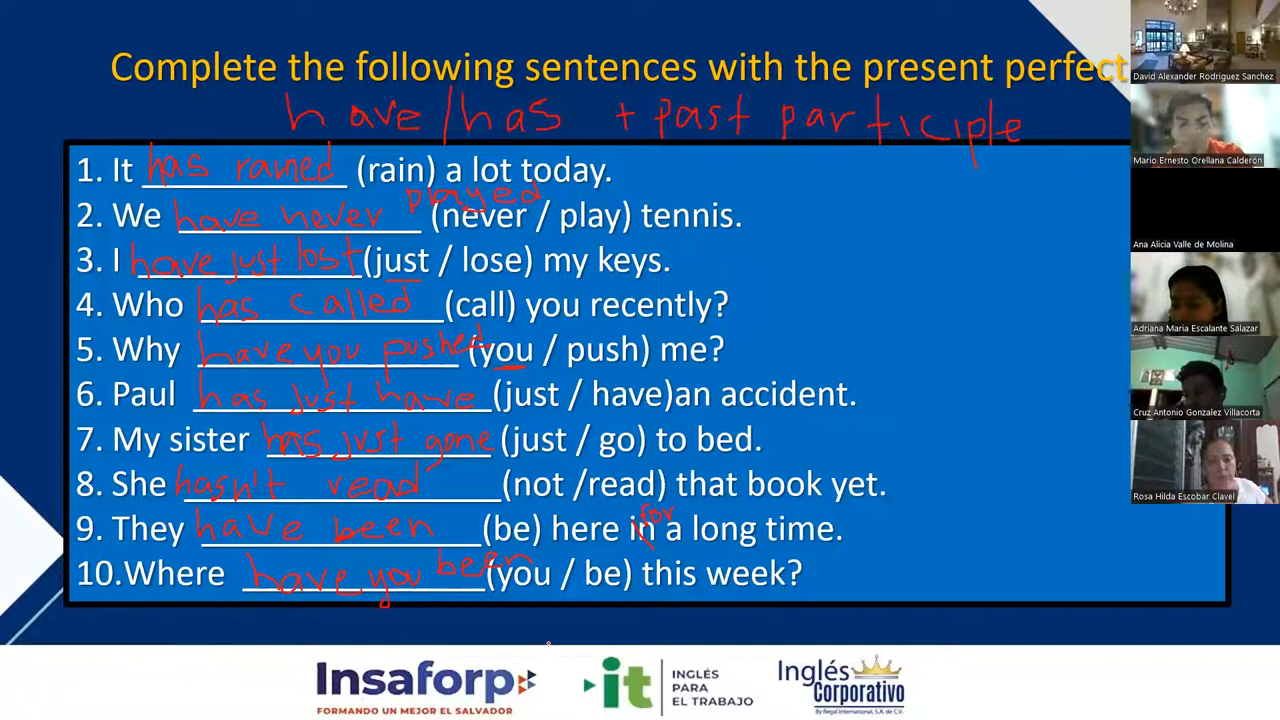 Complete the following sentences with the present perfect
have/has + past participle
1. It has rained (rain) a lot today.
played
2. We have never (never / play) tennis.
3. I have just lost (just / lose) my keys.
4. Who has called (call) you recently?
5. Why have you pushed (you / push) me?
6. Paul has just have (just / have)an accident.
7. My sister has just gone (just / go) to bed.
8. She hasn't read (not /read) that book yet.
for
9. They have been (be) here in a long time.
10.Where have you been (you / be) this week?
David Alexander Rodriguez Sanchez
Mario Ernesto Orellana Calderón
Ana Alicia Valle de Molina
Adriana Maria Escalante Salazar
Cruz Antonio Gonzalez Villacorta
Rosa Hilda Escobar Clavel
Insaforp
FORMANDO UN MEJOR EL SALVADOR
it
INGLÉS
PARA
EL TRABAJO
Inglés
Corporativo
By Regal International, S.A. de C.V.